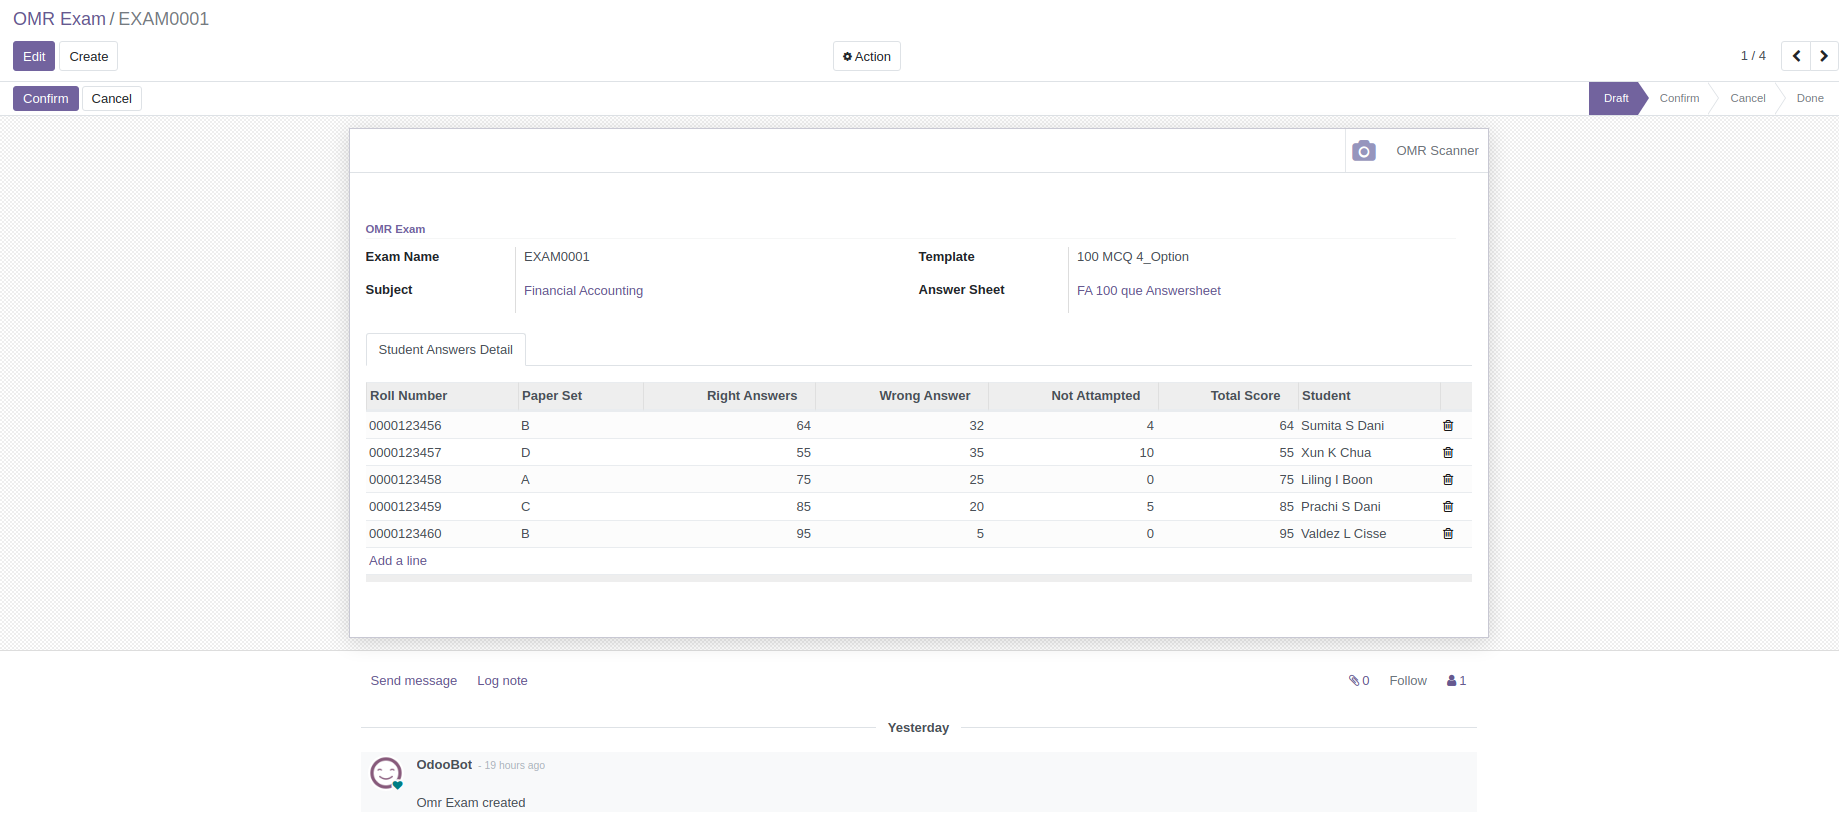 OMR Exam / EXAM0001
Edit Create Action 1 / 4
Confirm Cancel Draft Confirm Cancel Done
OMR Scanner
OMR Exam
Exam Name EXAM0001 Template 100 MCQ 4_Option
Subject Financial Accounting Answer Sheet FA 100 que Answersheet
Student Answers Detail
Roll Number Paper Set Right Answers Wrong Answer Not Attampted Total Score Student
0000123456 B 64 32 4 64 Sumita S Dani
0000123457 D 55 35 10 55 Xun K Chua
0000123458 A 75 25 0 75 Liling I Boon
0000123459 C 85 20 5 85 Prachi S Dani
0000123460 B 95 5 0 95 Valdez L Cisse
Add a line
Send message Log note 0 Follow 1
Yesterday
OdooBot - 19 hours ago
Omr Exam created